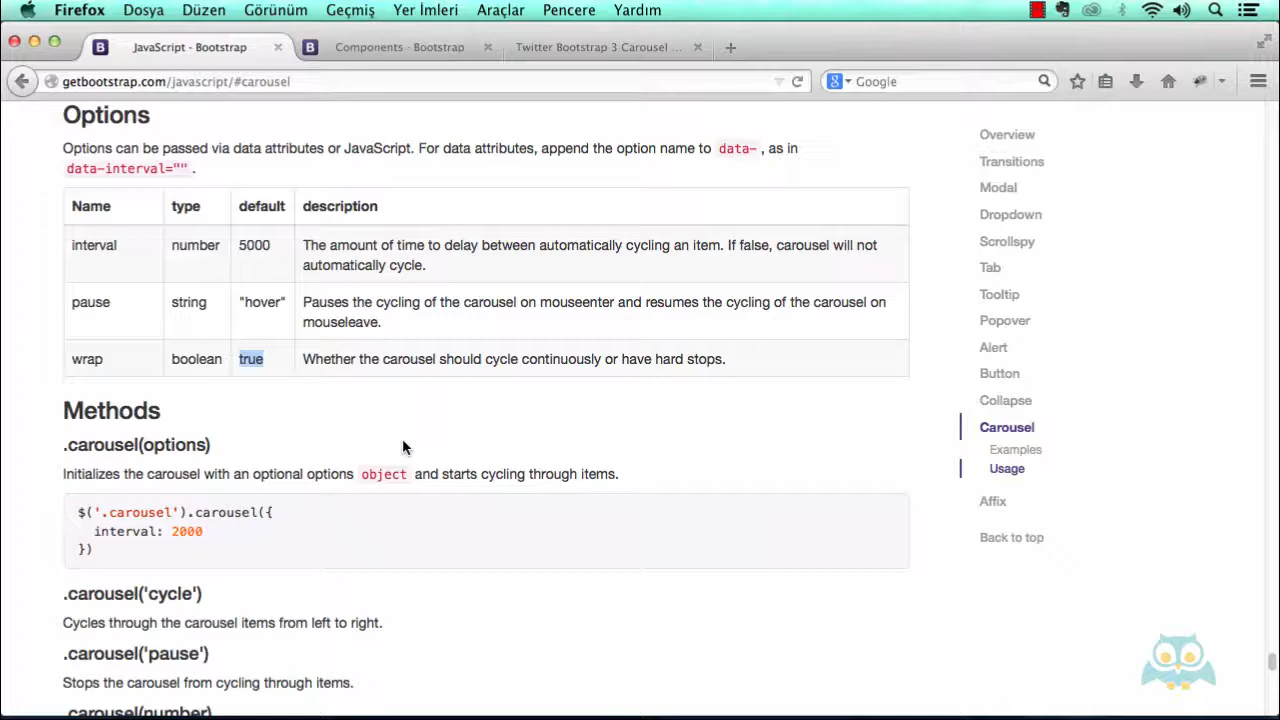 Firefox Dosya Düzen Görünüm Geçmiş Yer İmleri Araçlar Pencere Yardım
JavaScript · Bootstrap Components · Bootstrap Twitter Bootstrap 3 Carousel ...
getbootstrap.com/javascript/#carousel Google
Options
Options can be passed via data attributes or JavaScript. For data attributes, append the option name to data- , as in
data-interval="" .
Name type default description
interval number 5000 The amount of time to delay between automatically cycling an item. If false, carousel will not
automatically cycle.
pause string "hover" Pauses the cycling of the carousel on mouseenter and resumes the cycling of the carousel on
mouseleave.
wrap boolean true Whether the carousel should cycle continuously or have hard stops.
Methods
.carousel(options)
Initializes the carousel with an optional options object and starts cycling through items.
$('.carousel').carousel({
interval: 2000
})
.carousel('cycle')
Cycles through the carousel items from left to right.
.carousel('pause')
Stops the carousel from cycling through items.
.carousel(number)
Overview
Transitions
Modal
Dropdown
Scrollspy
Tab
Tooltip
Popover
Alert
Button
Collapse
Carousel
Examples
Usage
Affix
Back to top